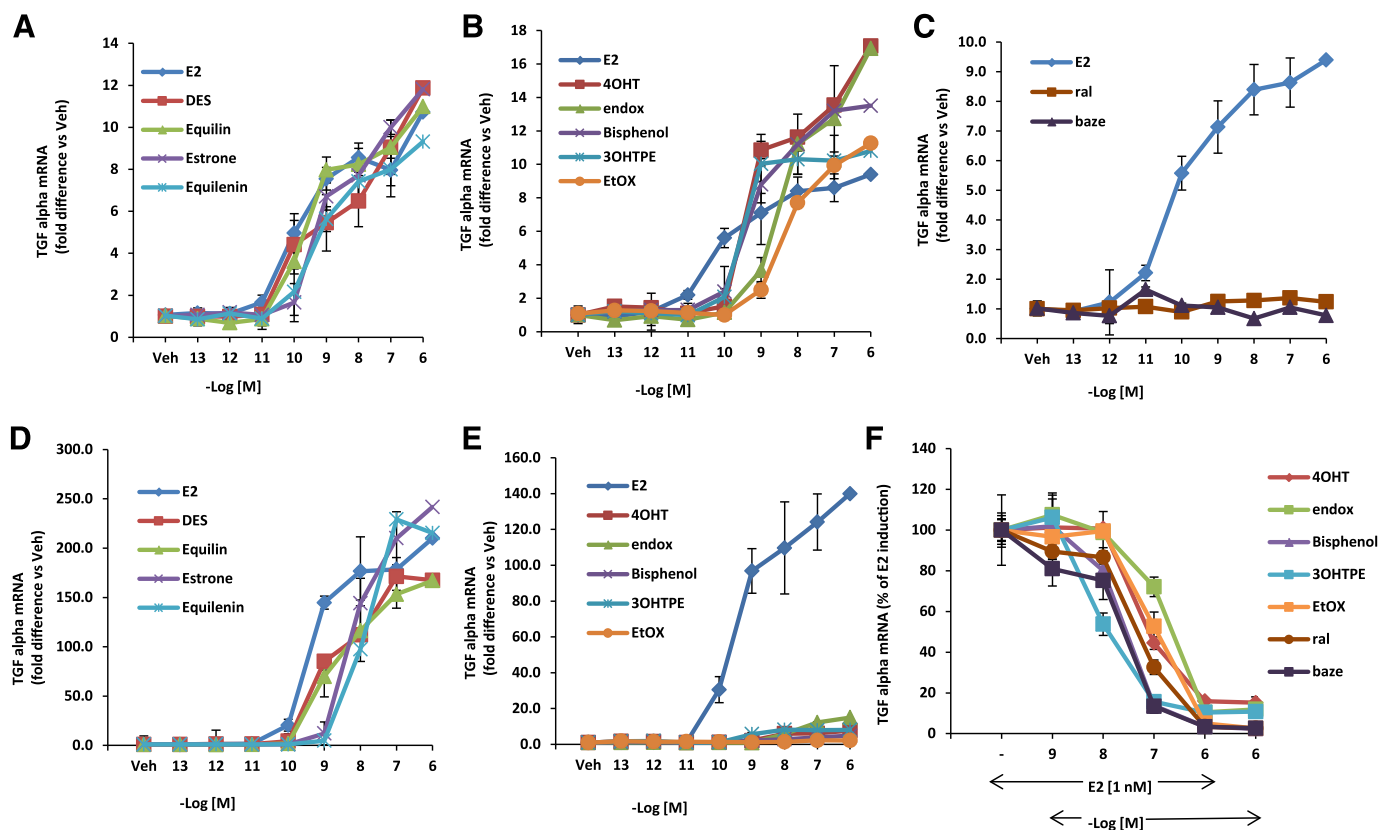 A
TGF alpha mRNA
(fold difference vs Veh)
14
12
10
8
6
4
2
0
E2
DES
Equilin
Estrone
Equilenin
Veh 13 12 11 10 9 8 7 6
-Log [M]
B
TGF alpha mRNA
(fold difference vs Veh)
18
16
14
12
10
8
6
4
2
0
E2
4OHT
endox
Bisphenol
3OHTPE
EtOX
Veh 13 12 11 10 9 8 7 6
-Log [M]
C
TGF alpha mRNA
(fold difference vs Veh)
10.0
9.0
8.0
7.0
6.0
5.0
4.0
3.0
2.0
1.0
0.0
E2
ral
baze
Veh 13 12 11 10 9 8 7 6
-Log [M]
D
TGF alpha mRNA
(fold difference vs Veh)
300.0
250.0
200.0
150.0
100.0
50.0
0.0
E2
DES
Equilin
Estrone
Equilenin
Veh 13 12 11 10 9 8 7 6
-Log [M]
E
TGF alpha mRNA
(fold difference vs Veh)
160.0
140.0
120.0
100.0
80.0
60.0
40.0
20.0
0.0
E2
4OHT
endox
Bisphenol
3OHTPE
EtOX
Veh 13 12 11 10 9 8 7 6
-Log [M]
F
TGF alpha mRNA (% of E2 induction)
140
120
100
80
60
40
20
0
4OHT
endox
Bisphenol
3OHTPE
EtOX
ral
baze
- 9 8 7 6 6
E2 [1 nM]
-Log [M]